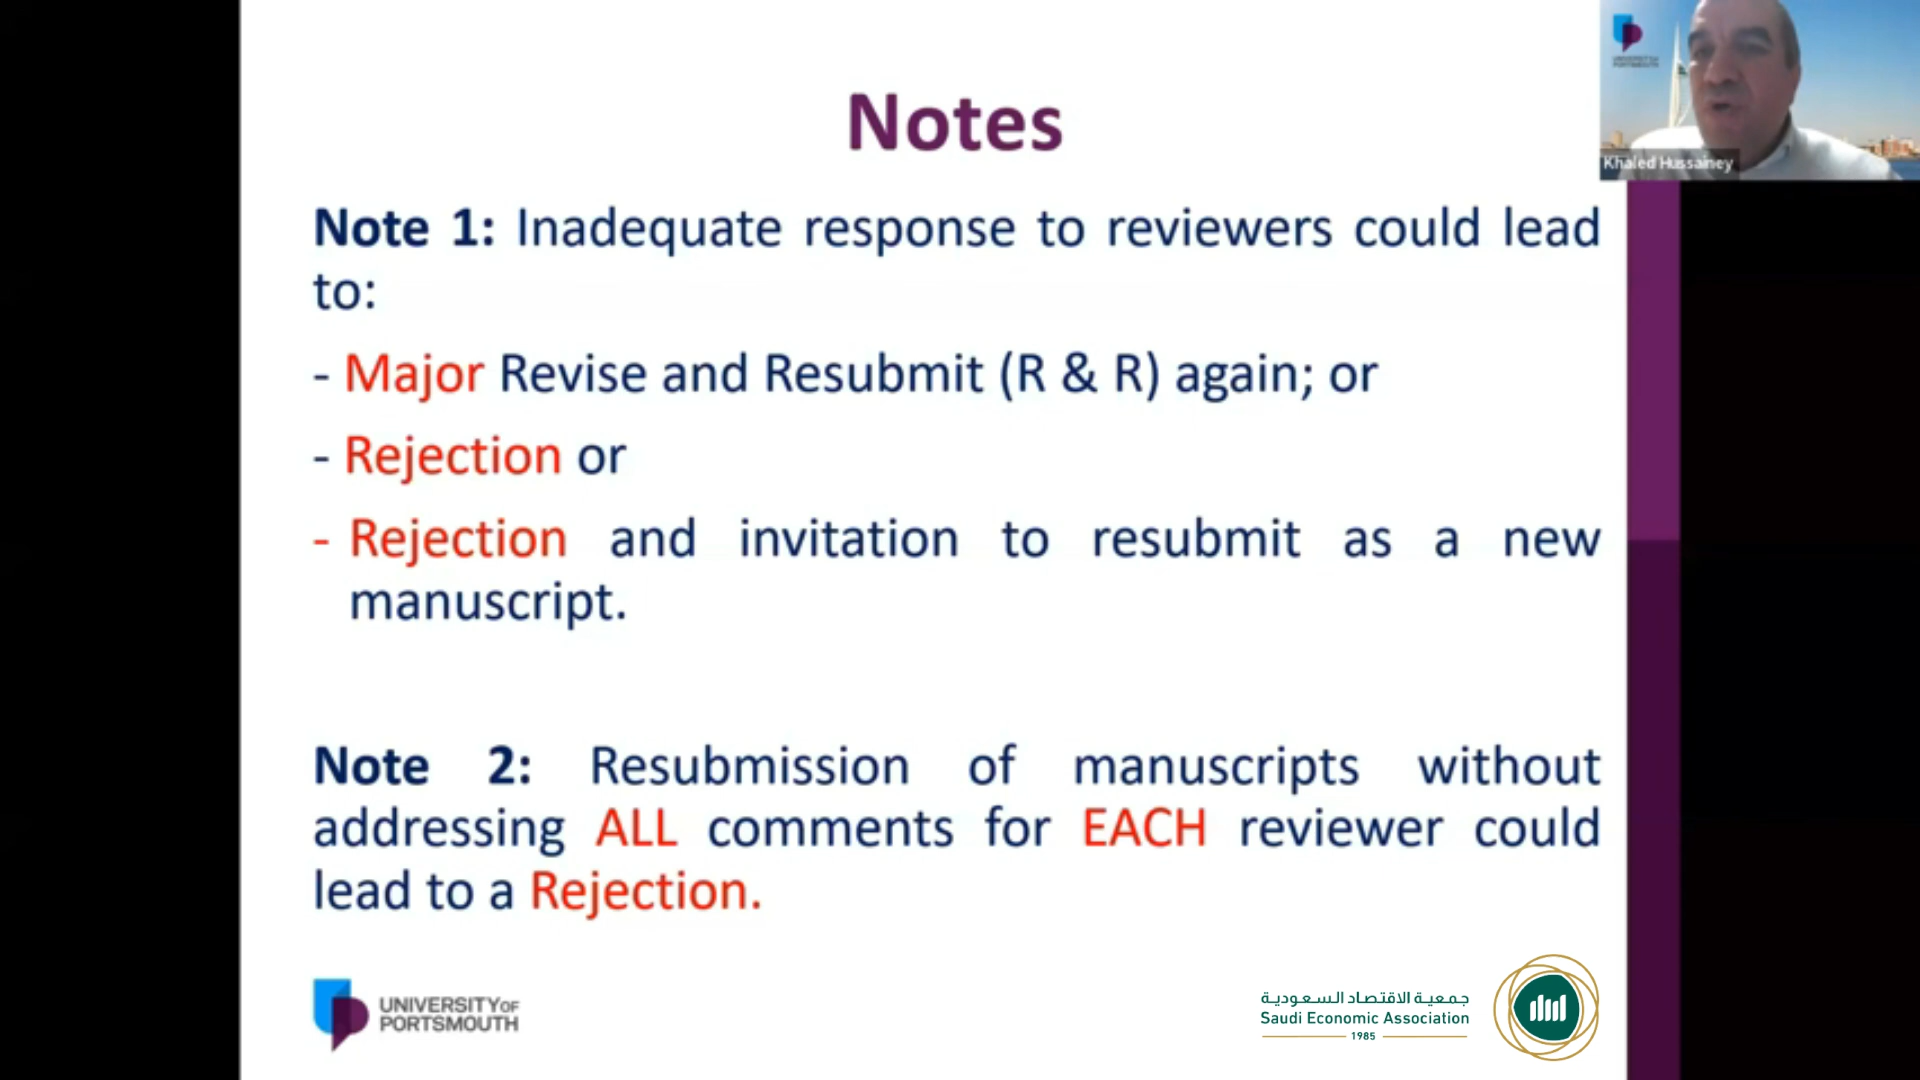 Notes
Khaled Hussainey
Note 1: Inadequate response to reviewers could lead
to:
- Major Revise and Resubmit (R & R) again; or
- Rejection or
- Rejection and invitation to resubmit as a new
manuscript.
Note 2: Resubmission of manuscripts without
addressing ALL comments for EACH reviewer could
lead to a Rejection.
UNIVERSITY OF
PORTSMOUTH
جمعية الاقتصاد السعودية
Saudi Economic Association
1985